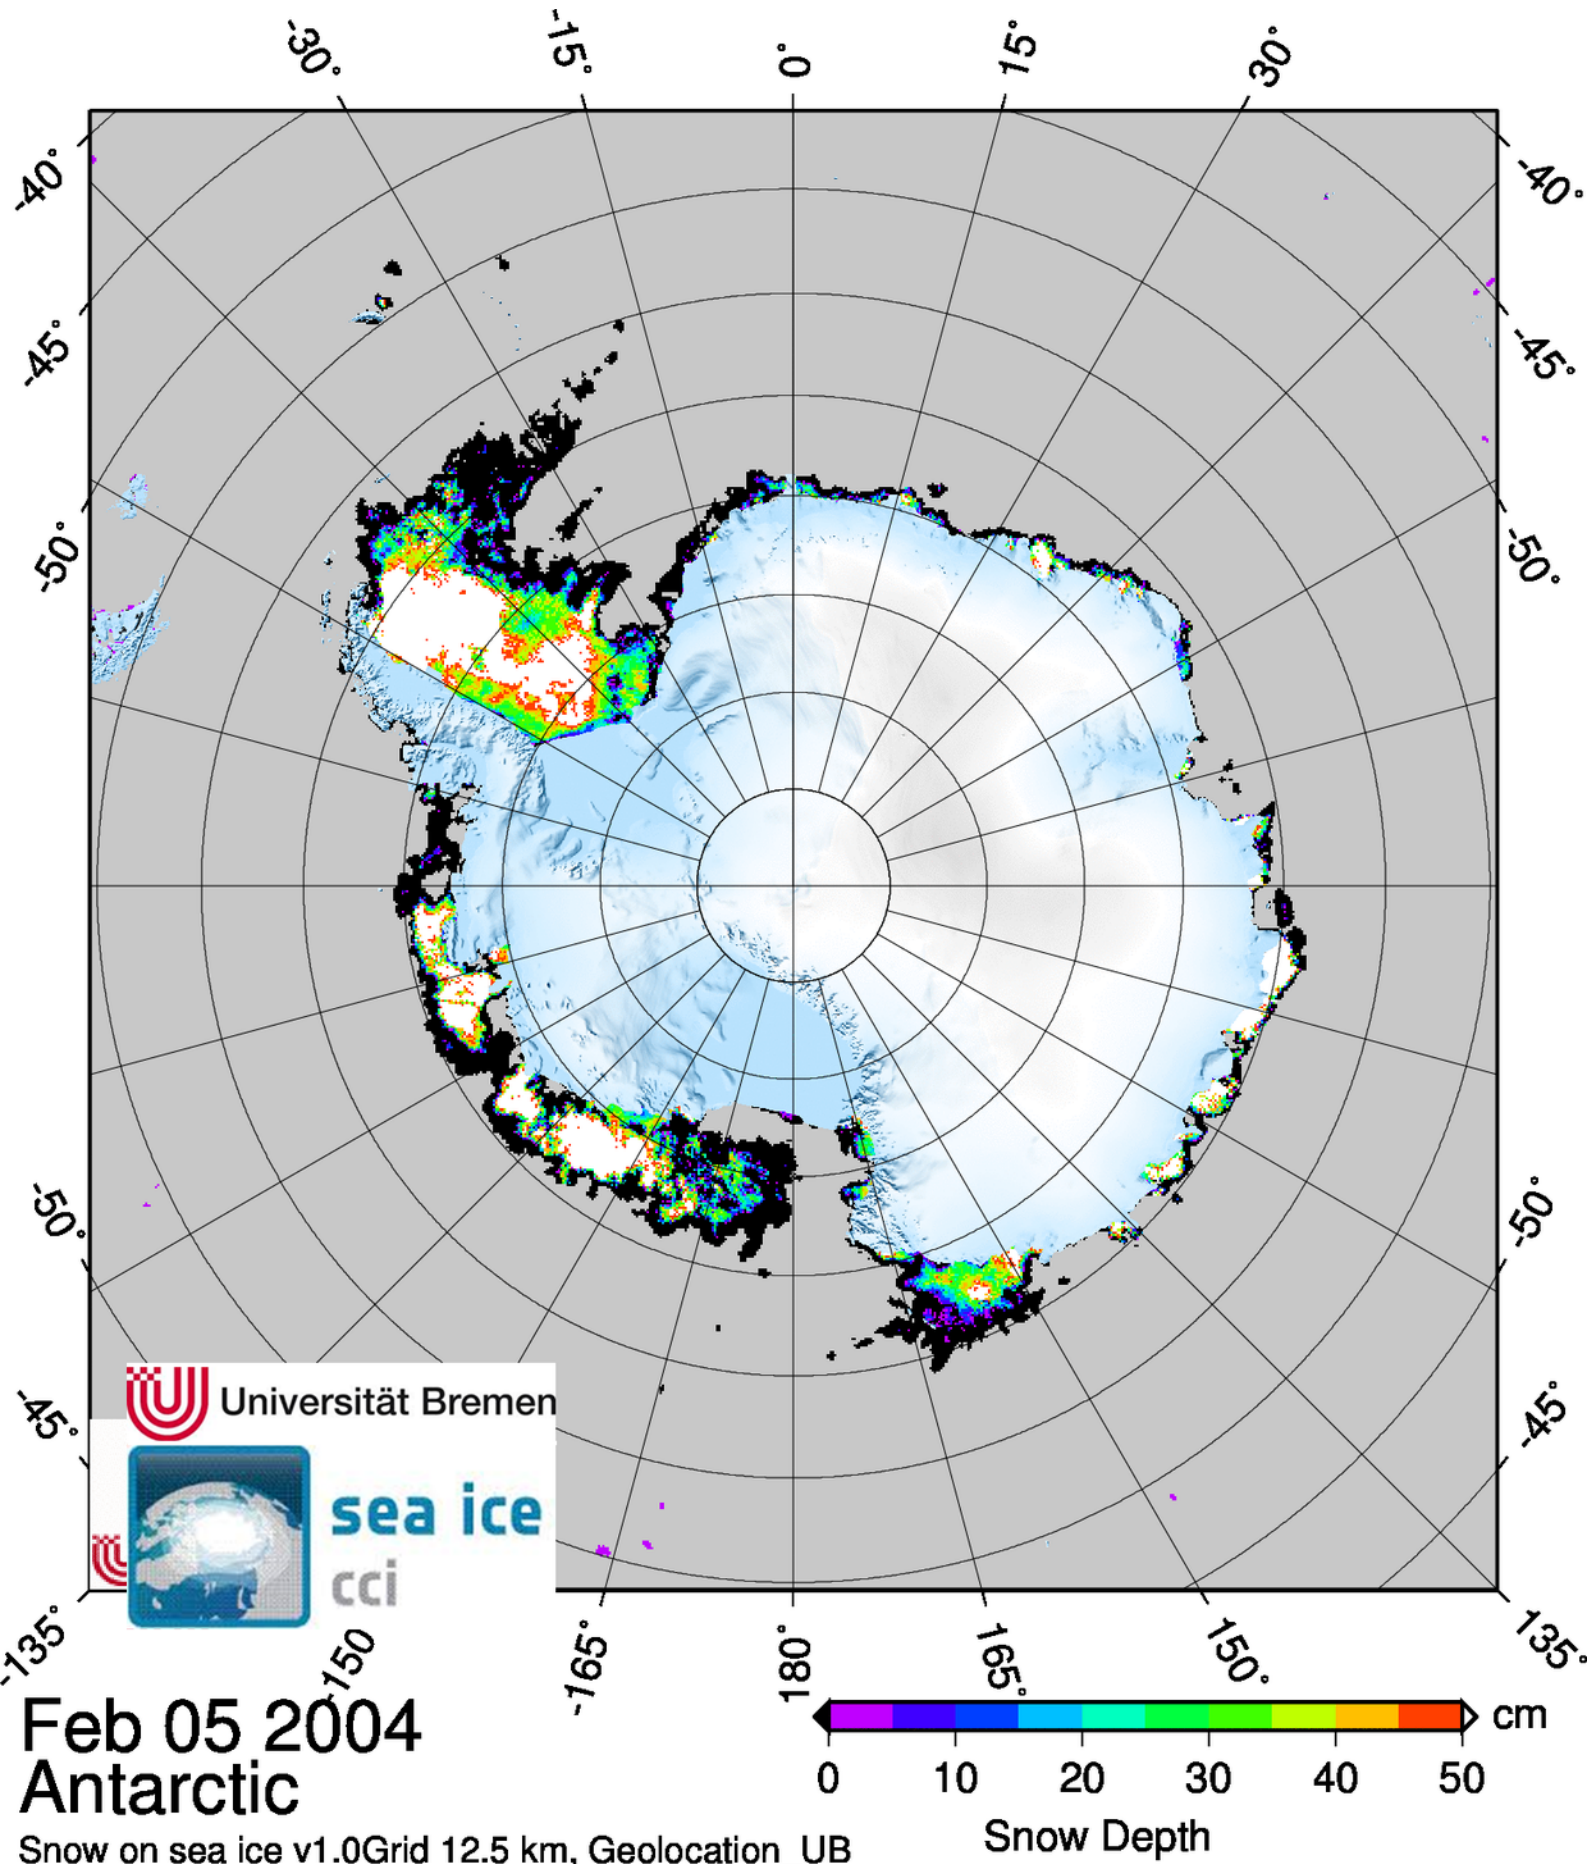 -30°
-15°
0°
15°
30°
-40°
-40°
-45°
-45°
-50°
-50°
-50°
-50°
-45°
-45°
Universität Bremen
sea ice
cci
-135°
-150
-165°
180°
165°
150°
135°
Feb 05 2004
Antarctic
Snow on sea ice v1.0Grid 12.5 km, Geolocation UB
cm
0 10 20 30 40 50
Snow Depth